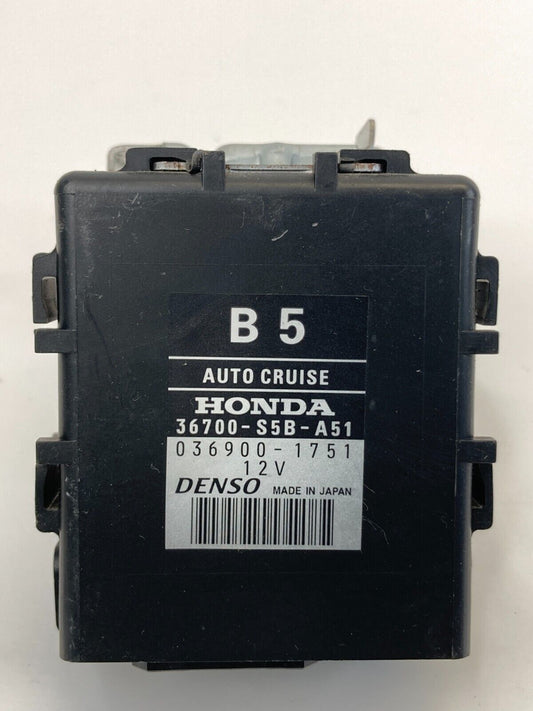 B 5
AUTO CRUISE
HONDA
36700-S5B-A51
036900-1751
12V
DENSO MADE IN JAPAN